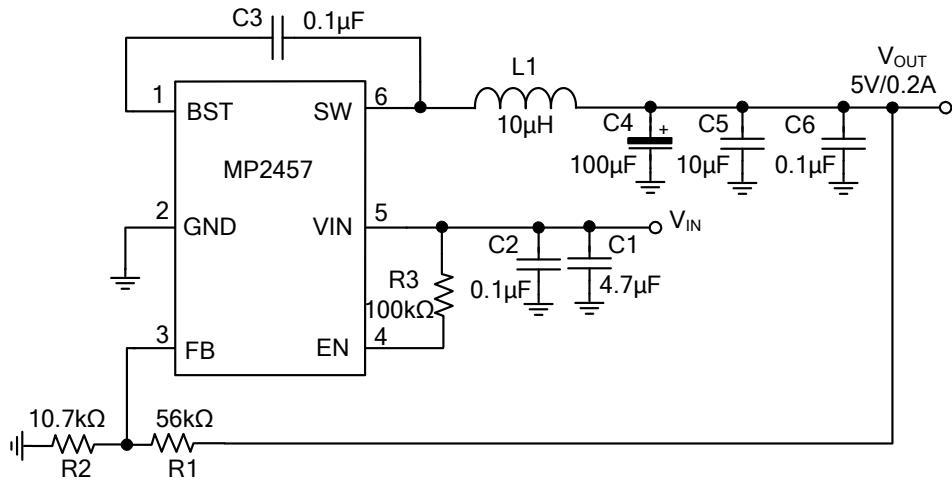 C3
0.1µF
1
BST
SW
6
L1
10µH
V_OUT
5V/0.2A
C4
+
100µF
C5
10µF
C6
0.1µF
MP2457
2
GND
VIN
5
V_IN
C2
0.1µF
C1
4.7µF
R3
100kΩ
3
FB
EN
4
10.7kΩ
R2
56kΩ
R1